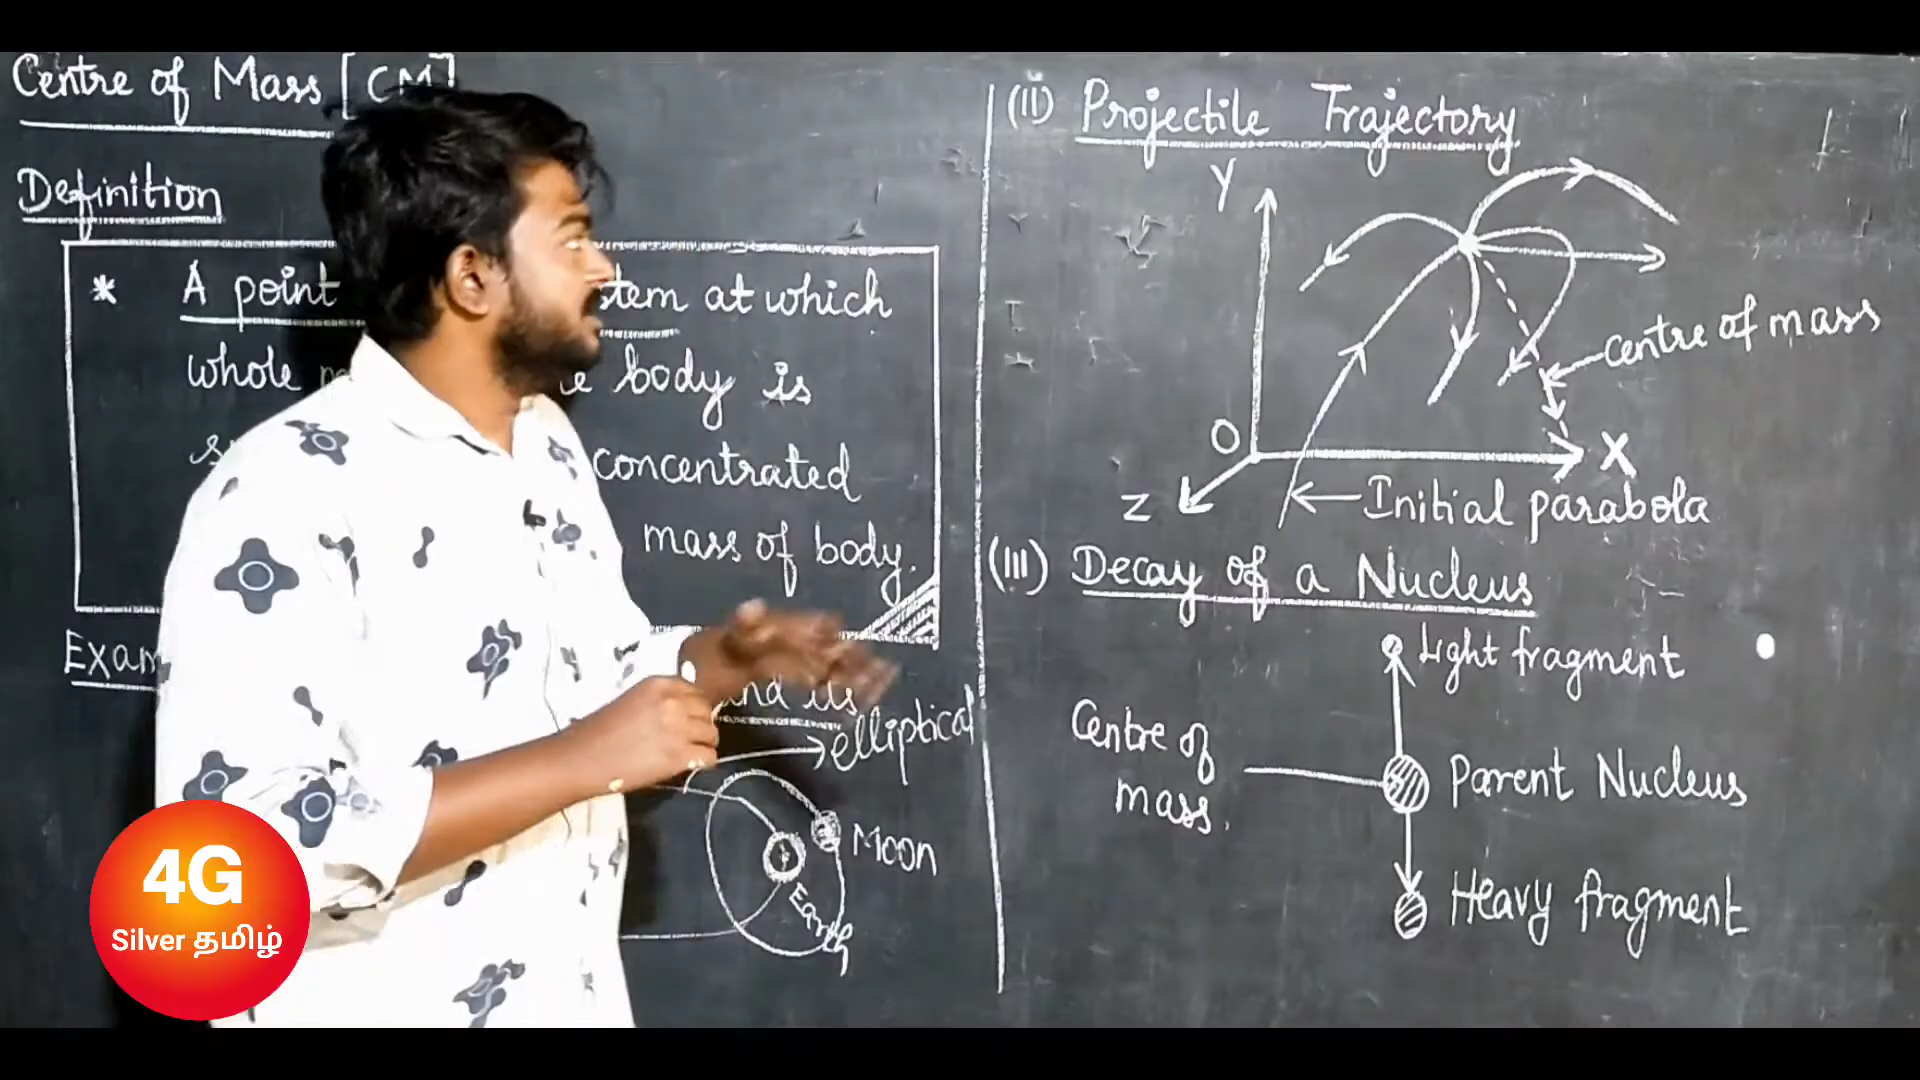 Centre of Mass [CM]
Definition
* A point stem at which
whole body is
concentrated
mass of body.
Exam
and its
elliptical
Moon
Earth
(ii) Projectile Trajectory
Y
centre of mass
O
X
Z
Initial parabola
(iii) Decay of a Nucleus
Light fragment
Centre of
mass.
Parent Nucleus
Heavy fragment
4G
Silver தமிழ்